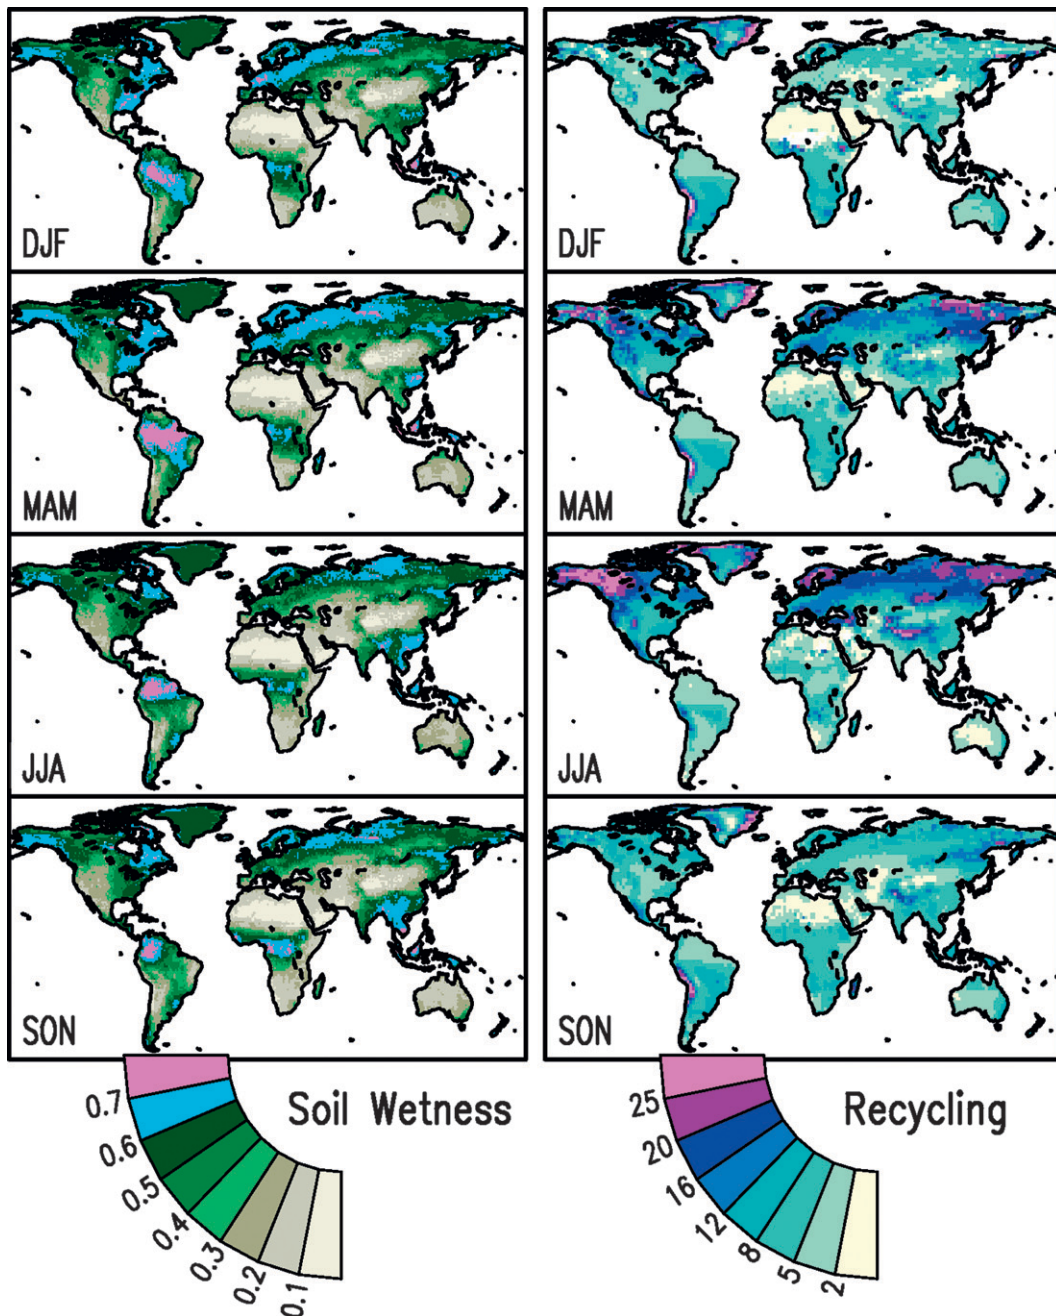 DJF
DJF
MAM
MAM
JJA
JJA
SON
SON
Soil Wetness
0.7
0.6
0.5
0.4
0.3
0.2
0.1
Recycling
25
20
16
12
8
5
2